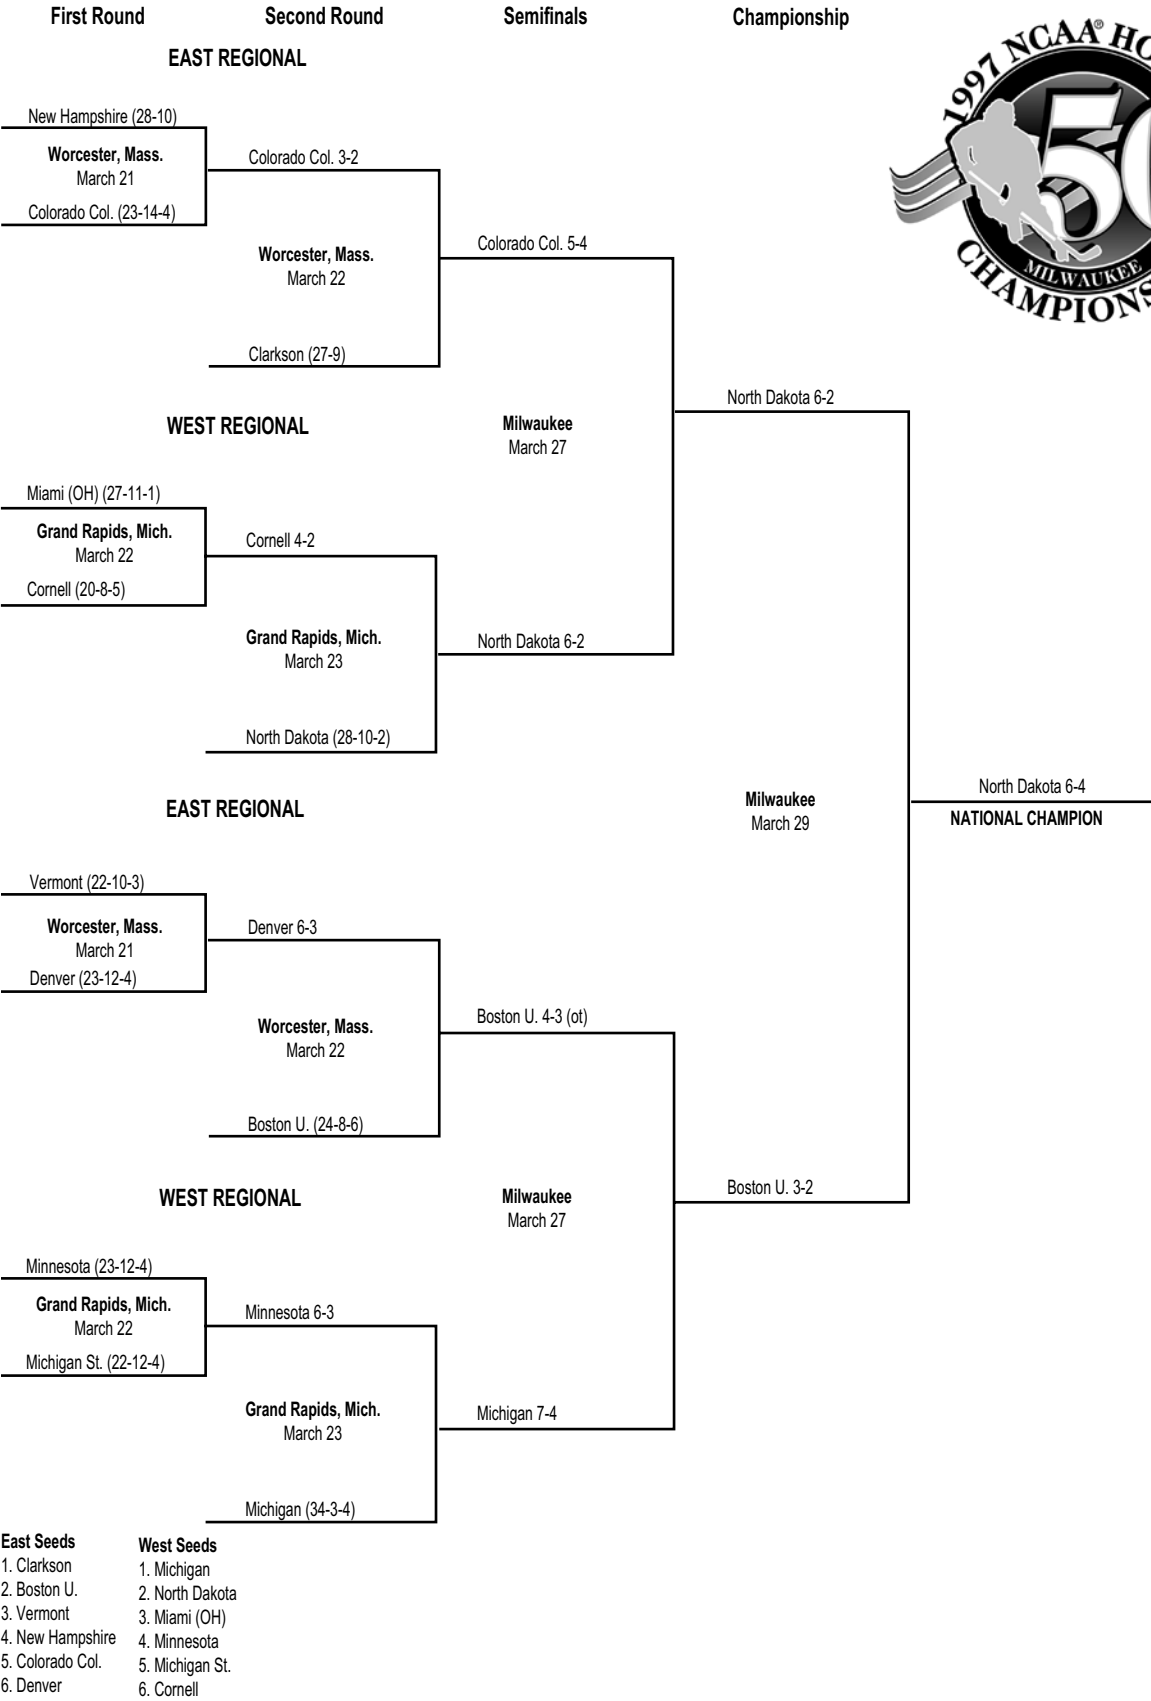 First Round Second Round Semifinals Championship
EAST REGIONAL
1997 NCAA® HO
50
MILWAUKEE
CHAMPIONS
New Hampshire (28-10)
Worcester, Mass.
March 21
Colorado Col. (23-14-4)
Colorado Col. 3-2
Worcester, Mass.
March 22
Clarkson (27-9)
Colorado Col. 5-4
WEST REGIONAL
Milwaukee
March 27
North Dakota 6-2
Miami (OH) (27-11-1)
Grand Rapids, Mich.
March 22
Cornell (20-8-5)
Cornell 4-2
Grand Rapids, Mich.
March 23
North Dakota (28-10-2)
North Dakota 6-2
EAST REGIONAL
Milwaukee
March 29
North Dakota 6-4
NATIONAL CHAMPION
Vermont (22-10-3)
Worcester, Mass.
March 21
Denver (23-12-4)
Denver 6-3
Worcester, Mass.
March 22
Boston U. (24-8-6)
Boston U. 4-3 (ot)
WEST REGIONAL
Milwaukee
March 27
Boston U. 3-2
Minnesota (23-12-4)
Grand Rapids, Mich.
March 22
Michigan St. (22-12-4)
Minnesota 6-3
Grand Rapids, Mich.
March 23
Michigan (34-3-4)
Michigan 7-4
East Seeds
1. Clarkson
2. Boston U.
3. Vermont
4. New Hampshire
5. Colorado Col.
6. Denver
West Seeds
1. Michigan
2. North Dakota
3. Miami (OH)
4. Minnesota
5. Michigan St.
6. Cornell